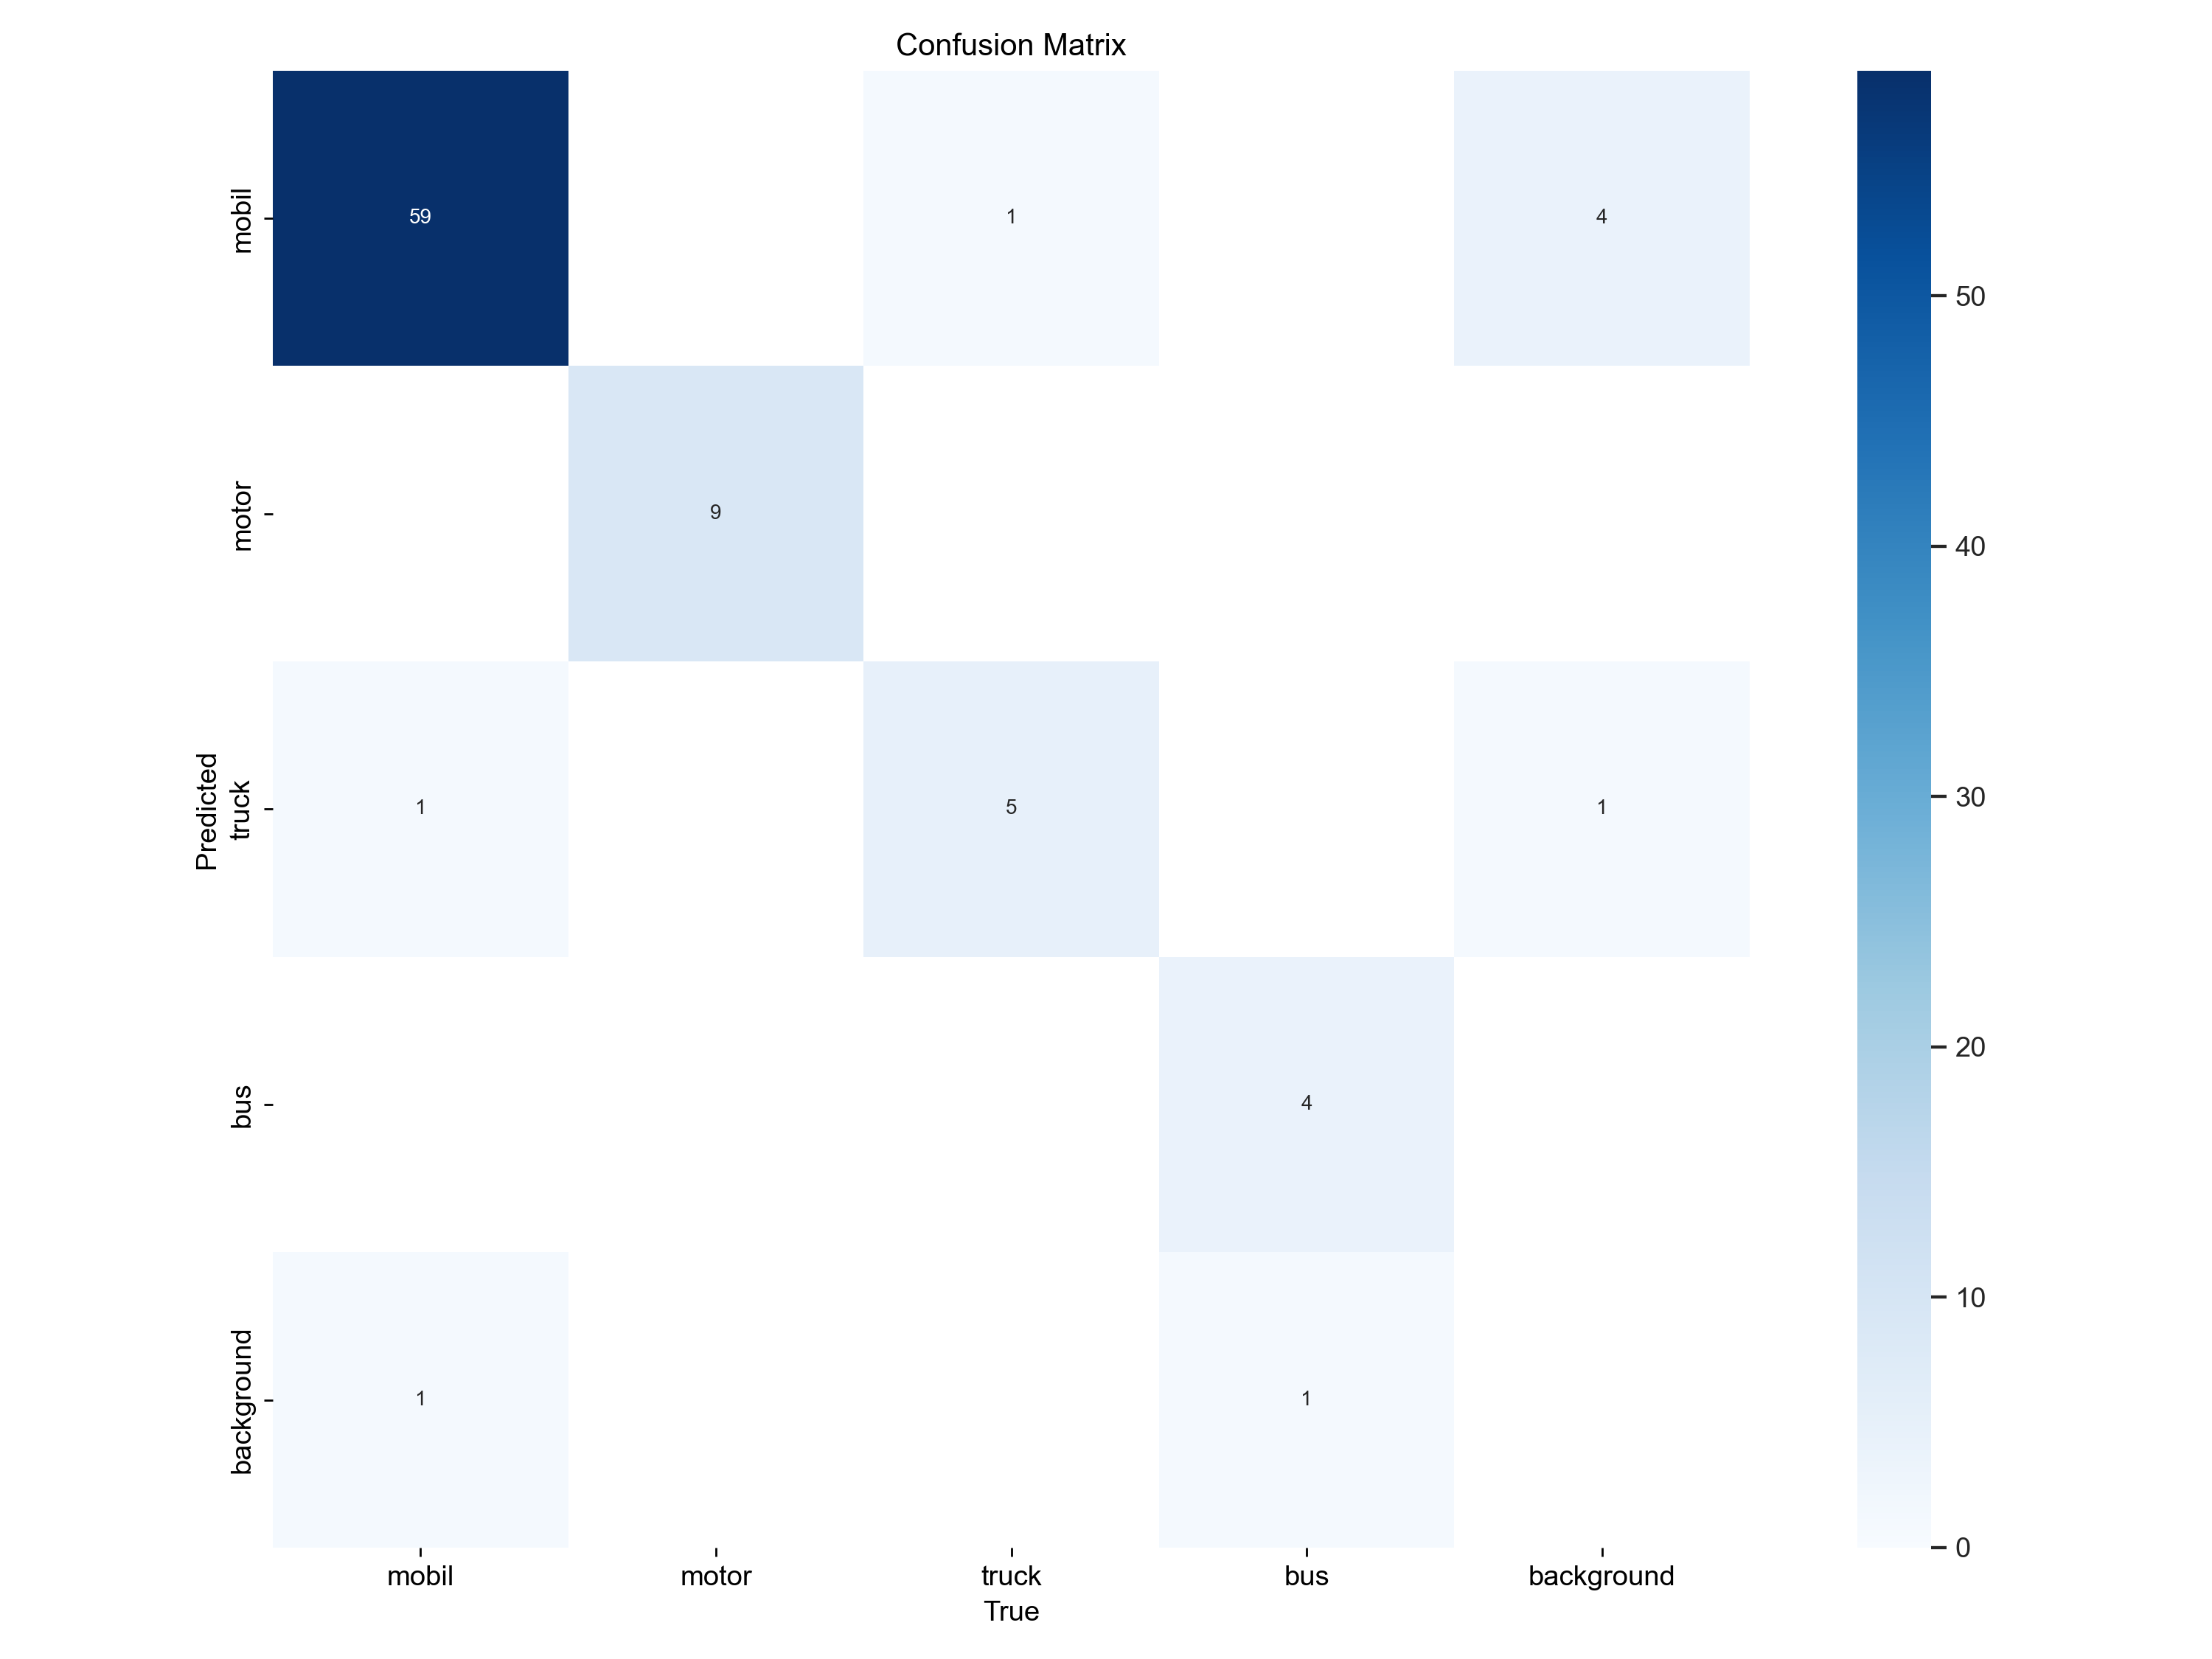 Confusion Matrix
mobil
59
1
4
50
motor
9
40
Predicted
truck
1
5
1
30
bus
4
20
background
1
1
10
0
mobil motor truck bus background
True